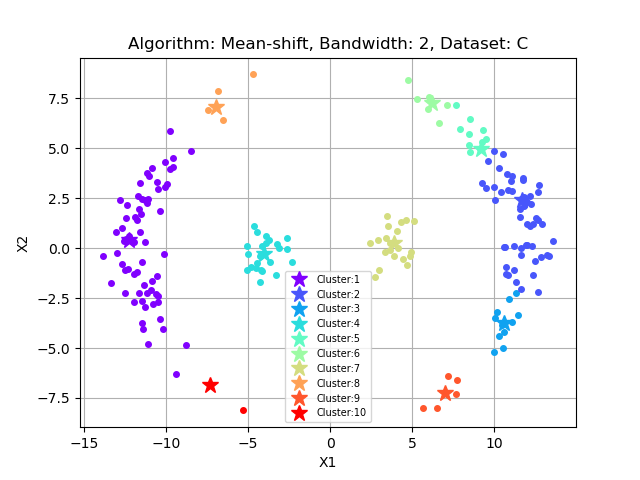 Algorithm: Mean-shift, Bandwidth: 2, Dataset: C
7.5
5.0
2.5
0.0
−2.5
−5.0
−7.5
X2
Cluster:1
Cluster:2
Cluster:3
Cluster:4
Cluster:5
Cluster:6
Cluster:7
Cluster:8
Cluster:9
Cluster:10
−15 −10 −5 0 5 10
X1